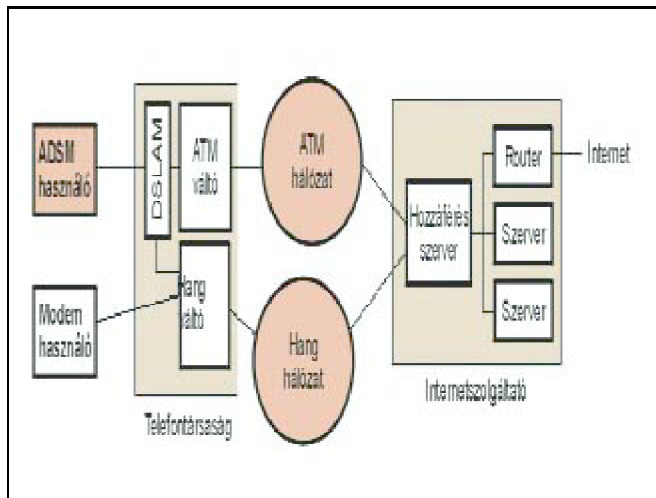 ADSM
használó
DSLAM
ATM
váltó
ATM
hálózat
Router
Internet
Hozzáférés
szerver
Szerver
Szerver
Modem
használó
Hang
váltó
Hang
hálózat
Telefontársaság
Internetszolgáltató